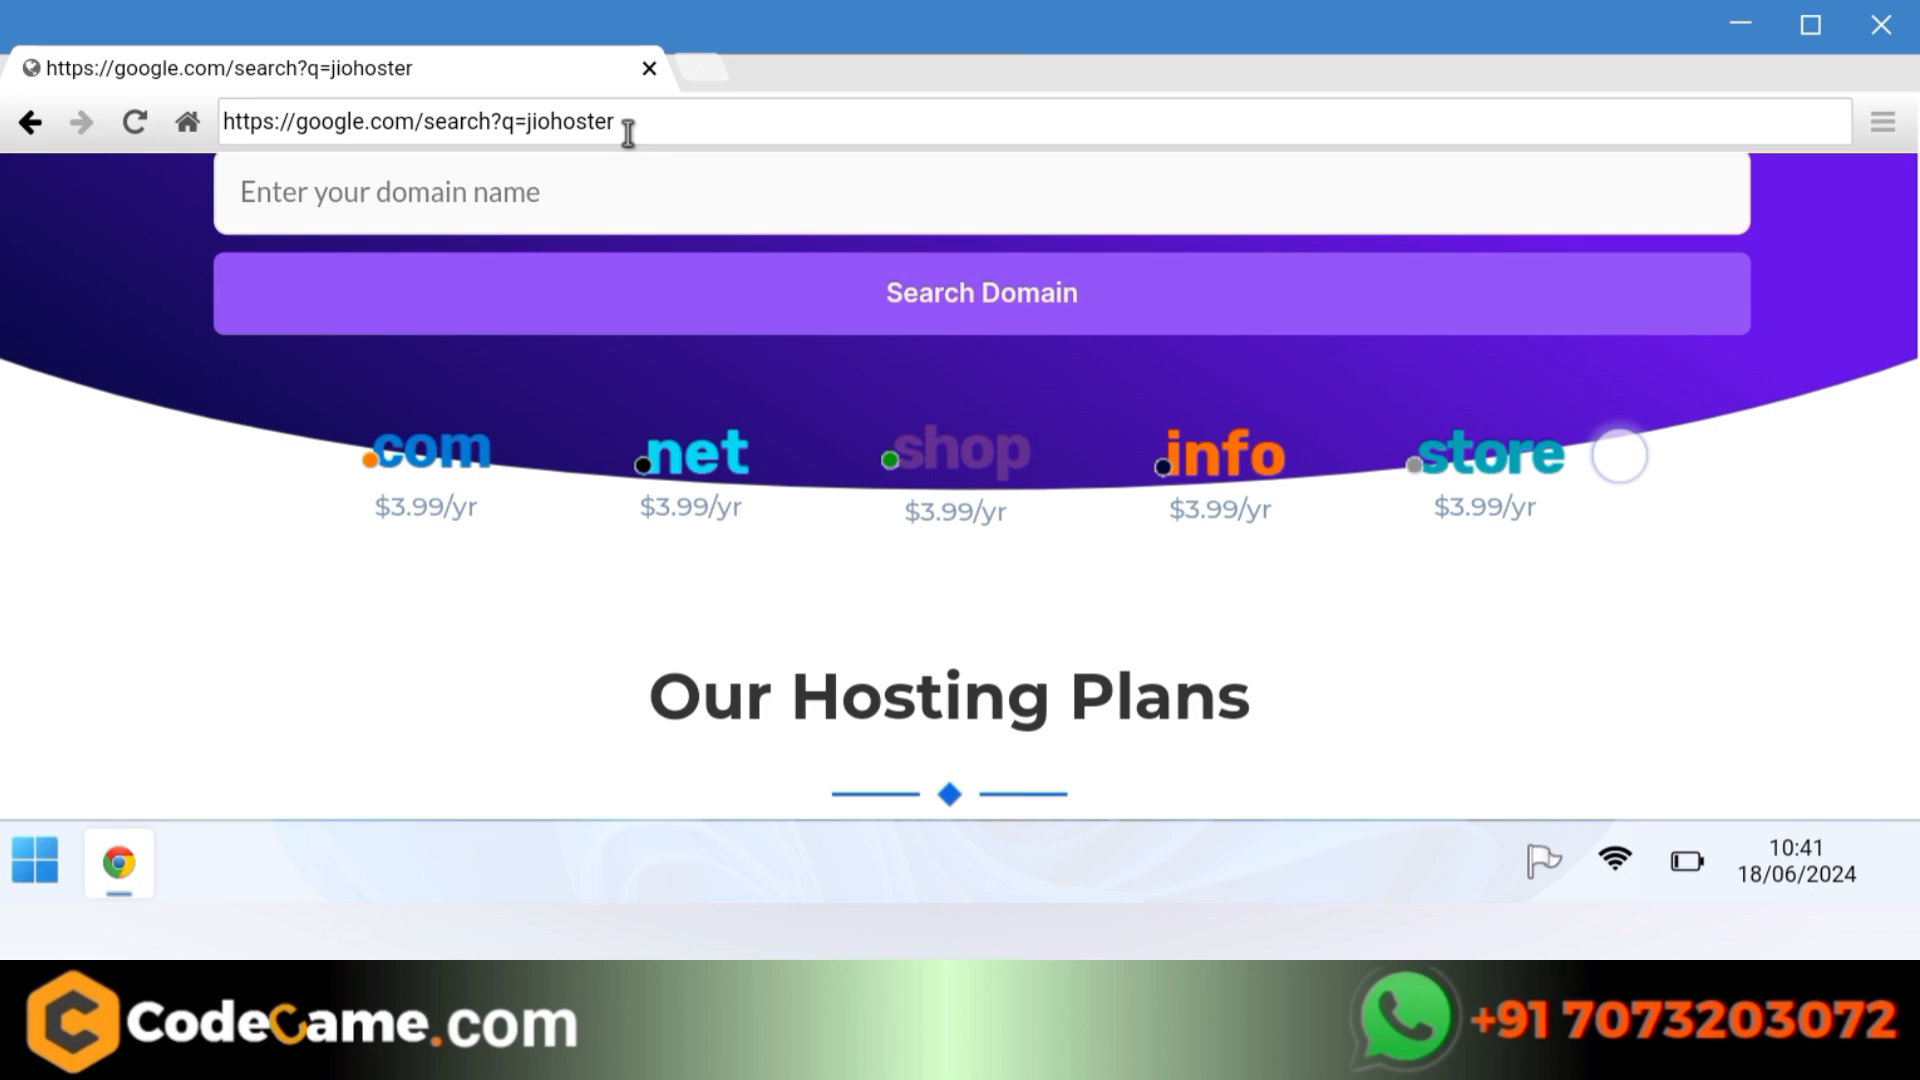 https://google.com/search?q=jiohoster
https://google.com/search?q=jiohoster
Enter your domain name
Search Domain
.com
.net
.shop
.info
.store
$3.99/yr
$3.99/yr
$3.99/yr
$3.99/yr
$3.99/yr
Our Hosting Plans
10:41
18/06/2024
CodeCame.com
+91 7073203072